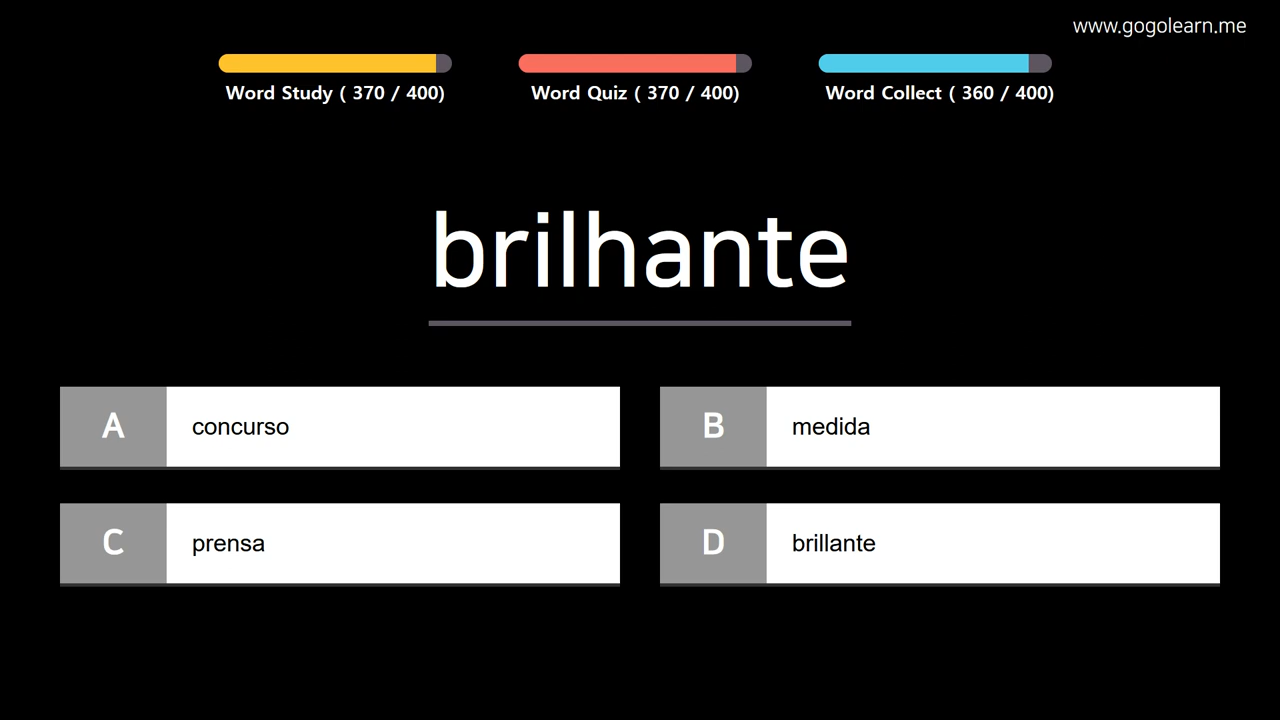 www.gogolearn.me
Word Study ( 370 / 400)
Word Quiz ( 370 / 400)
Word Collect ( 360 / 400)
brilhante
A
concurso
B
medida
C
prensa
D
brillante